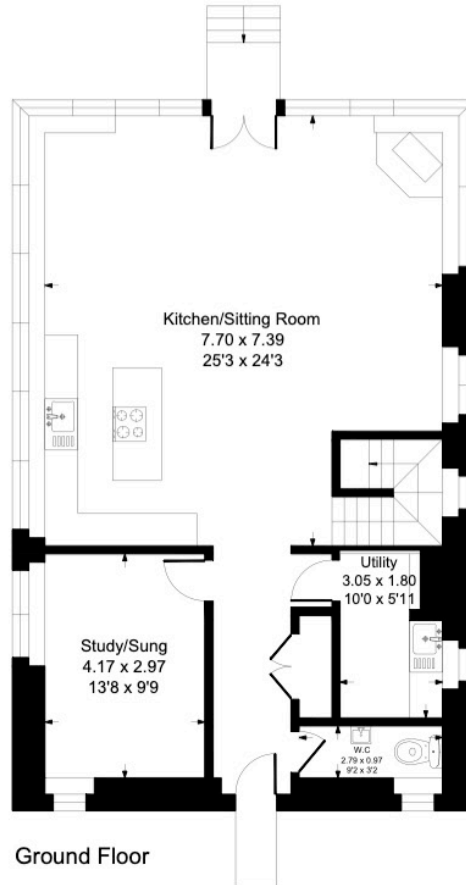 Kitchen/Sitting Room
7.70 x 7.39
25'3 x 24'3
Utility
3.05 x 1.80
10'0 x 5'11
Study/Sung
4.17 x 2.97
13'8 x 9'9
W.C
2.79 x 0.97
9'2 x 3'2
Ground Floor